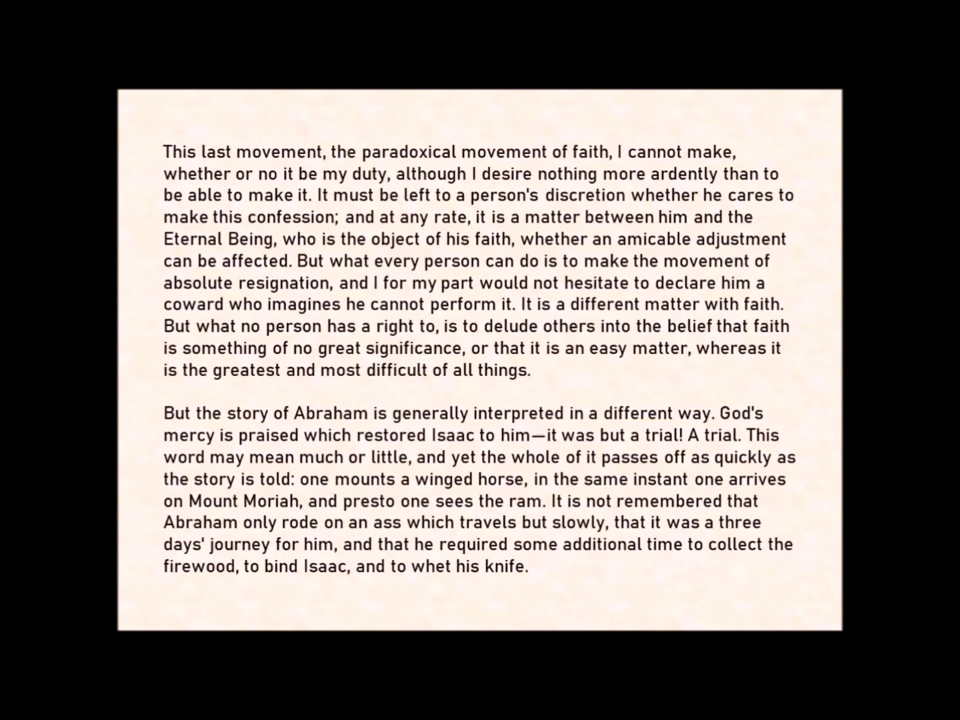 This last movement, the paradoxical movement of faith, I cannot make,
whether or no it be my duty, although I desire nothing more ardently than to
be able to make it. It must be left to a person's discretion whether he cares to
make this confession; and at any rate, it is a matter between him and the
Eternal Being, who is the object of his faith, whether an amicable adjustment
can be affected. But what every person can do is to make the movement of
absolute resignation, and I for my part would not hesitate to declare him a
coward who imagines he cannot perform it. It is a different matter with faith.
But what no person has a right to, is to delude others into the belief that faith
is something of no great significance, or that it is an easy matter, whereas it
is the greatest and most difficult of all things.

But the story of Abraham is generally interpreted in a different way. God's
mercy is praised which restored Isaac to him—it was but a trial! A trial. This
word may mean much or little, and yet the whole of it passes off as quickly as
the story is told: one mounts a winged horse, in the same instant one arrives
on Mount Moriah, and presto one sees the ram. It is not remembered that
Abraham only rode on an ass which travels but slowly, that it was a three
days' journey for him, and that he required some additional time to collect the
firewood, to bind Isaac, and to whet his knife.